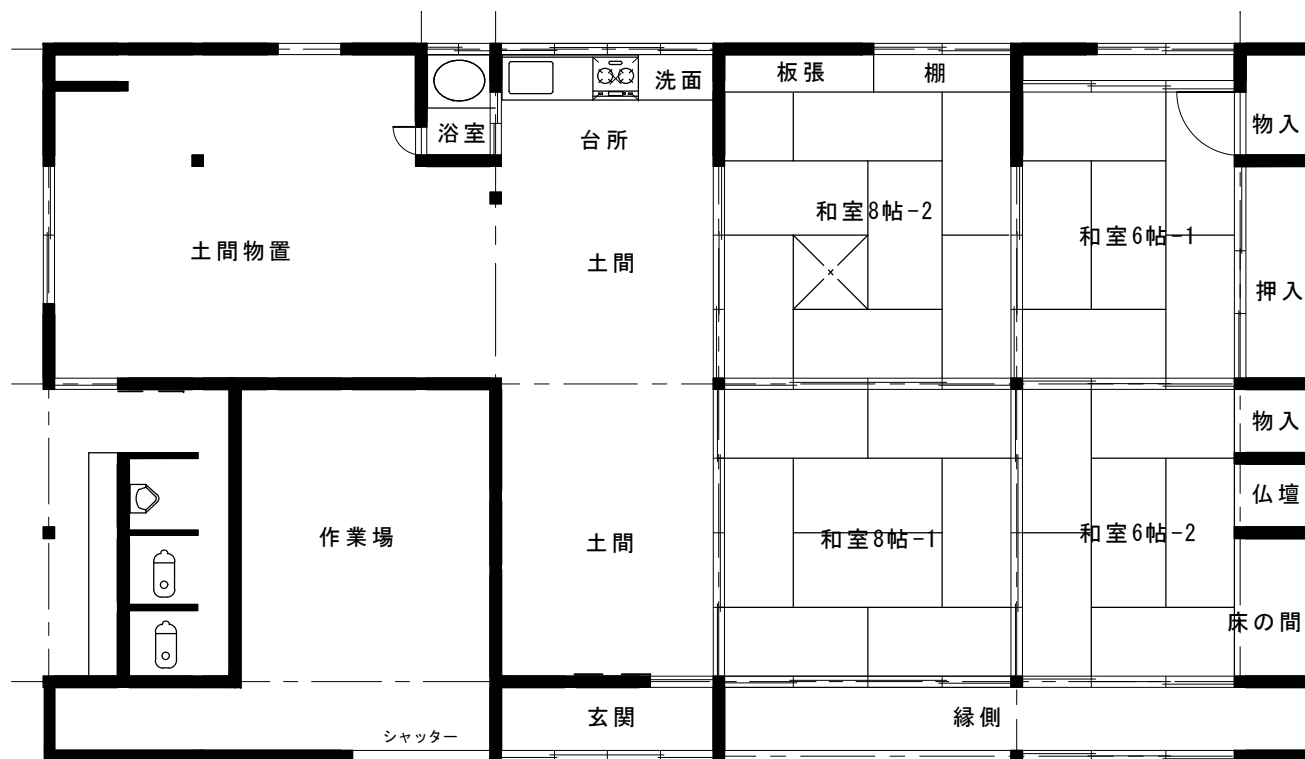 板張
棚
洗面
浴室
台所
物入
和室8帖-2
和室6帖-1
土間物置
土間
押入
物入
仏壇
作業場
土間
和室8帖-1
和室6帖-2
床の間
玄関
縁側
シャッター